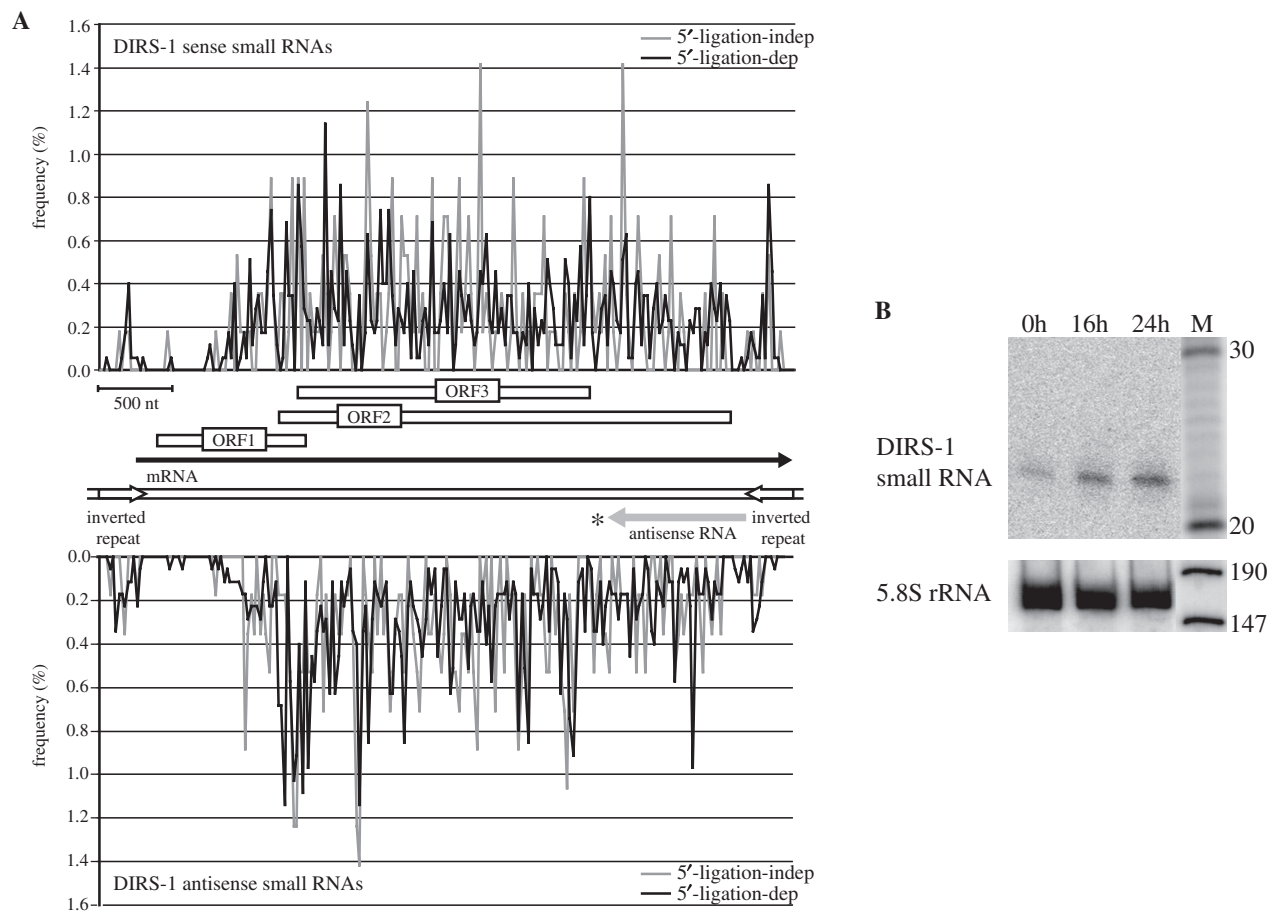 A
1.6
1.4
1.2
1.0
0.8
0.6
0.4
0.2
0.0
frequency (%)
DIRS-1 sense small RNAs
5′-ligation-indep
5′-ligation-dep
500 nt
ORF3
ORF2
ORF1
mRNA
inverted
repeat
*
antisense RNA
inverted
repeat
0.0
0.2
0.4
0.6
0.8
1.0
1.2
1.4
1.6
frequency (%)
DIRS-1 antisense small RNAs
5′-ligation-indep
5′-ligation-dep
B
0h 16h 24h M
30
DIRS-1
small RNA
20
5.8S rRNA
190
147